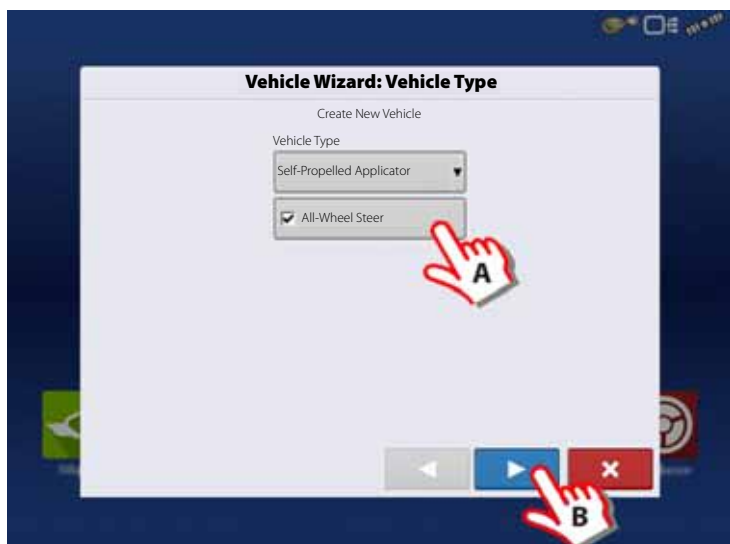 Vehicle Wizard: Vehicle Type
Create New Vehicle
Vehicle Type
Self-Propelled Applicator
All-Wheel Steer
A
B